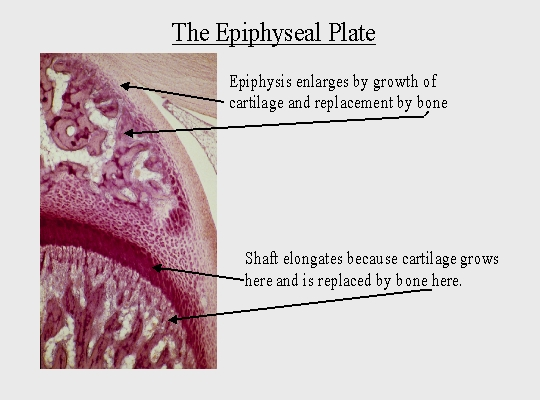 The Epiphyseal Plate
Epiphysis enlarges by growth of
cartilage and replacement by bone
Shaft elongates because cartilage grows
here and is replaced by bone here.